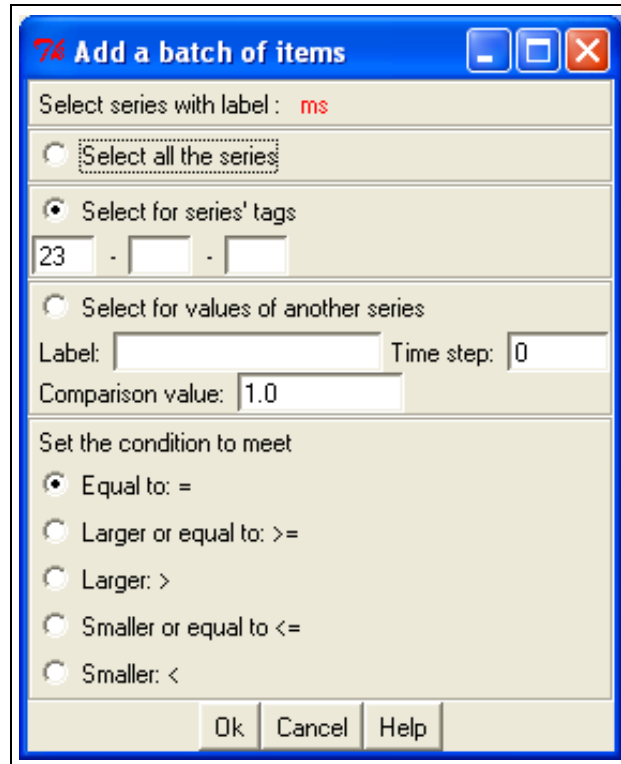 Add a batch of items
Select series with label : ms
Select all the series
Select for series' tags
23 - -
Select for values of another series
Label: Time step: 0
Comparison value: 1.0
Set the condition to meet
Equal to: =
Larger or equal to: >=
Larger: >
Smaller or equal to <=
Smaller: <
Ok Cancel Help